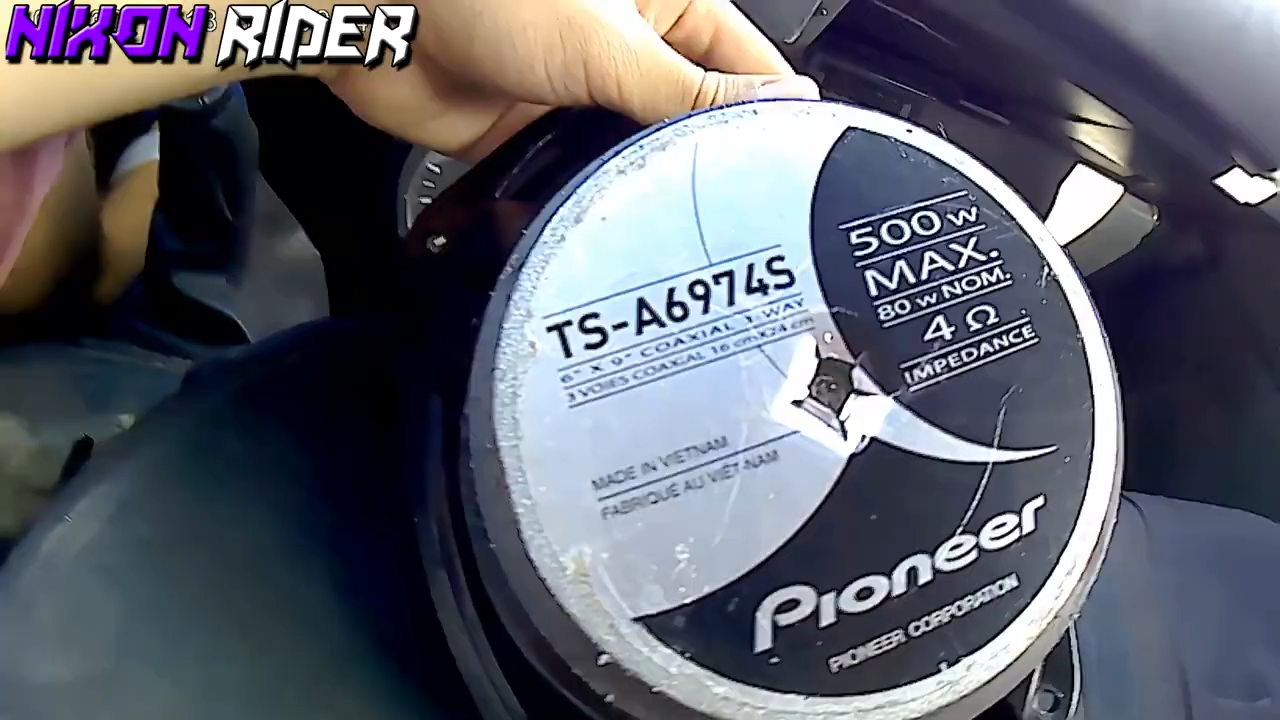 NIXON RIDER
TS-A6974S
6" X 9" COAXIAL 3-WAY
3 VOIES COAXIAL 16 cm X 24 cm
MADE IN VIETNAM
FABRIQUÉ AU VIÊT-NAM
500 W
MAX.
80 W NOM.
4 Ω
IMPEDANCE
Pioneer
PIONEER CORPORATION